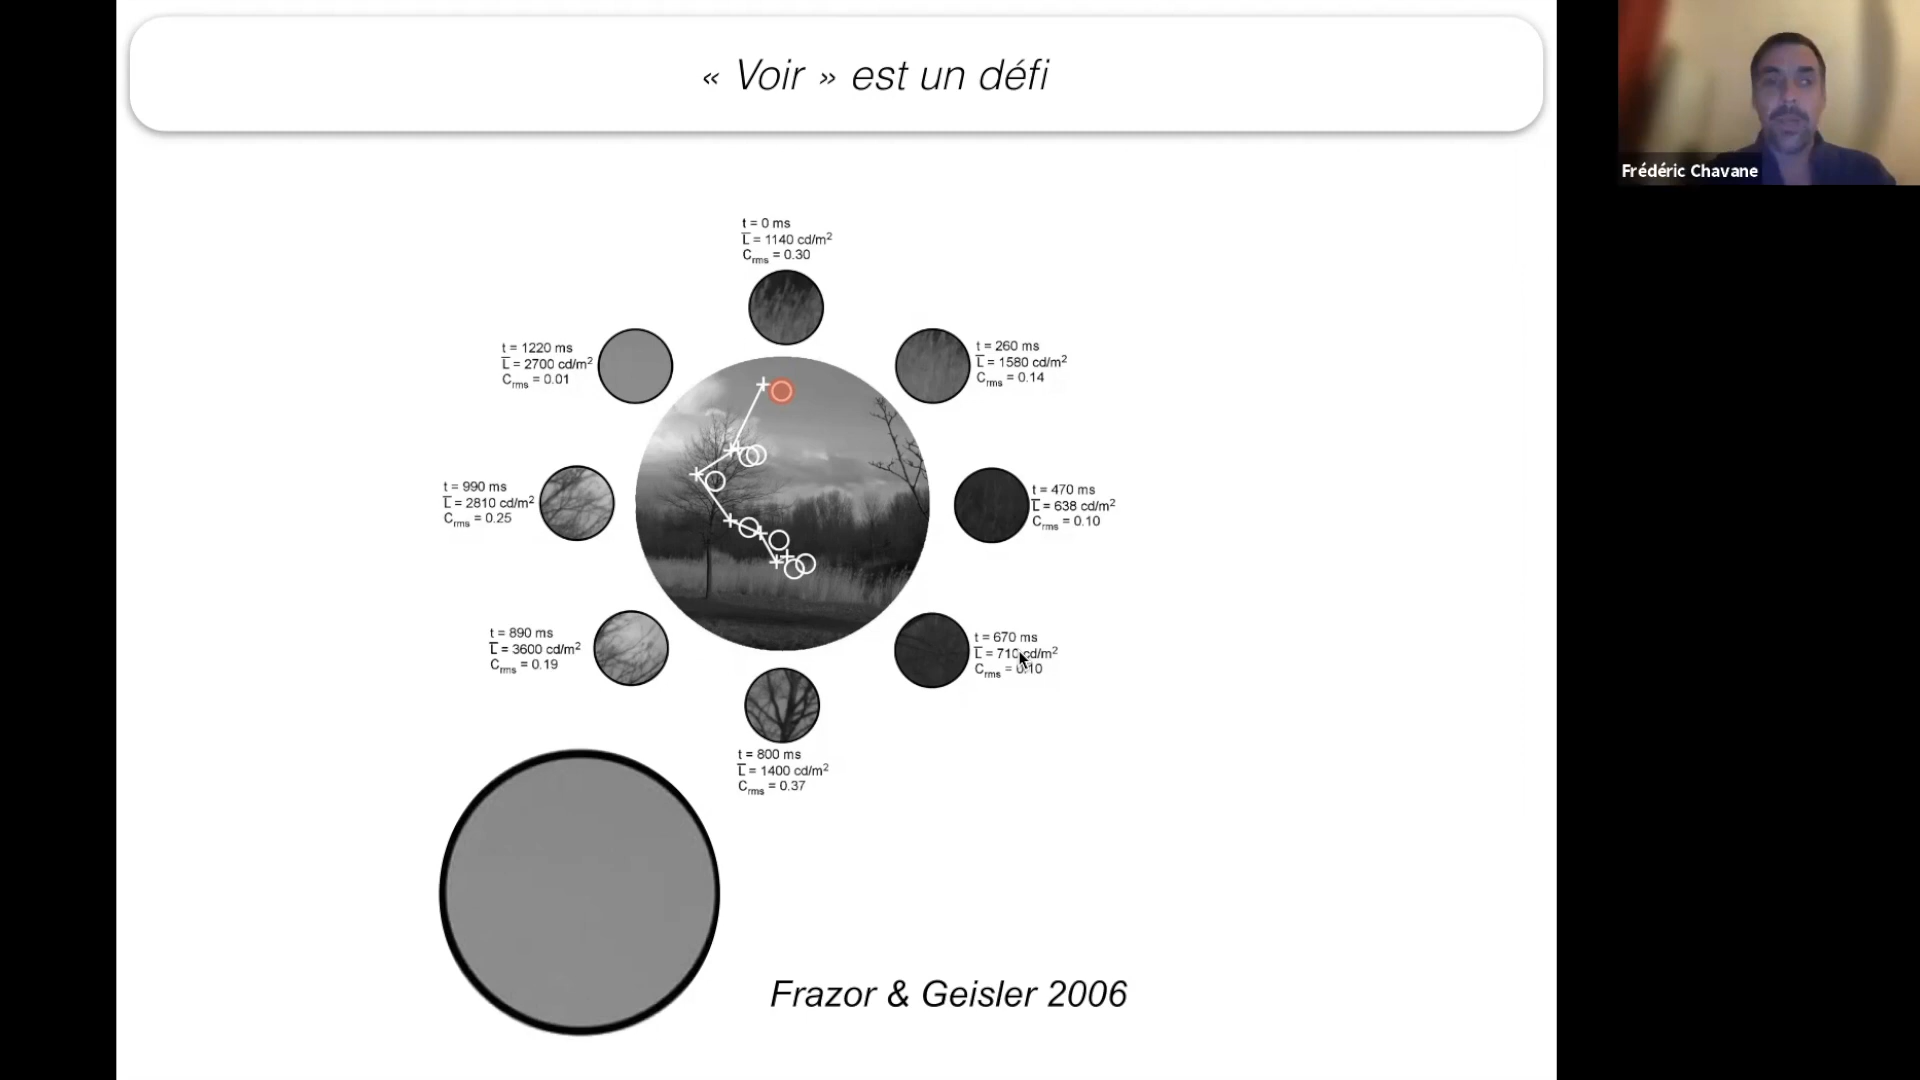 « Voir » est un défi
Frédéric Chavane
t = 0 ms
L̅ = 1140 cd/m²
Crms = 0.30
t = 260 ms
L̅ = 1580 cd/m²
Crms = 0.14
t = 470 ms
L̅ = 638 cd/m²
Crms = 0.10
t = 670 ms
L̅ = 710 cd/m²
Crms = 0.10
t = 800 ms
L̅ = 1400 cd/m²
Crms = 0.37
t = 890 ms
L̅ = 3600 cd/m²
Crms = 0.19
t = 990 ms
L̅ = 2810 cd/m²
Crms = 0.25
t = 1220 ms
L̅ = 2700 cd/m²
Crms = 0.01
Frazor & Geisler 2006